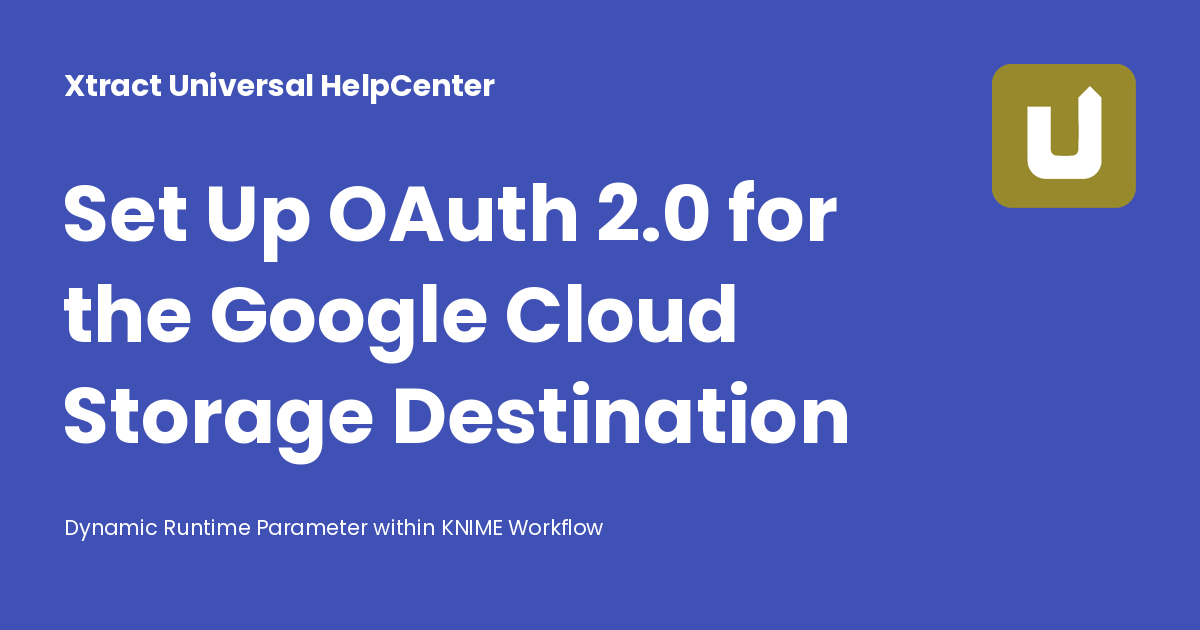 Xtract Universal HelpCenter
Set Up OAuth 2.0 for
the Google Cloud
Storage Destination
Dynamic Runtime Parameter within KNIME Workflow